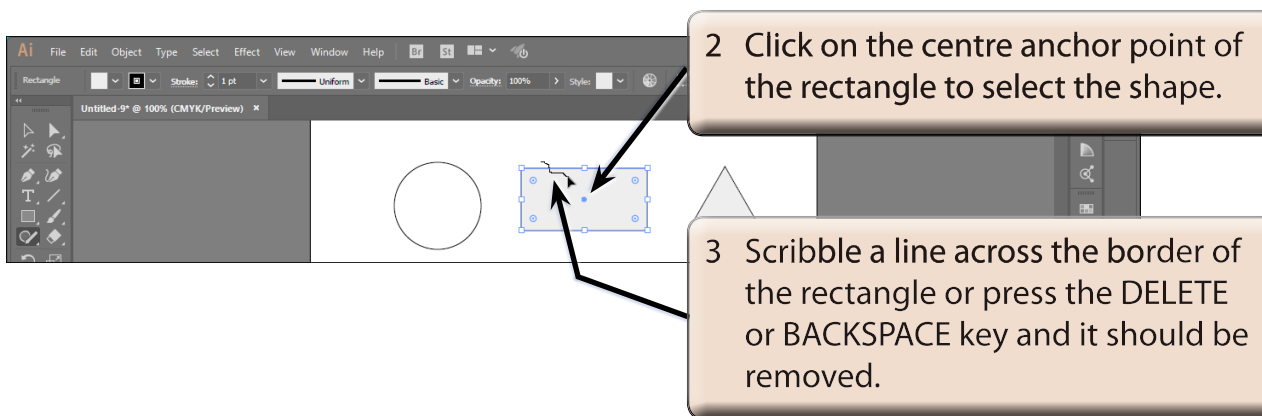 Ai File Edit Object Type Select Effect View Window Help Br St
Rectangle Stroke: 1 pt Uniform Basic Opacity: 100% Style:
Untitled-9* @ 100% (CMYK/Preview) ×
2 Click on the centre anchor point of
the rectangle to select the shape.
3 Scribble a line across the border of
the rectangle or press the DELETE
or BACKSPACE key and it should be
removed.